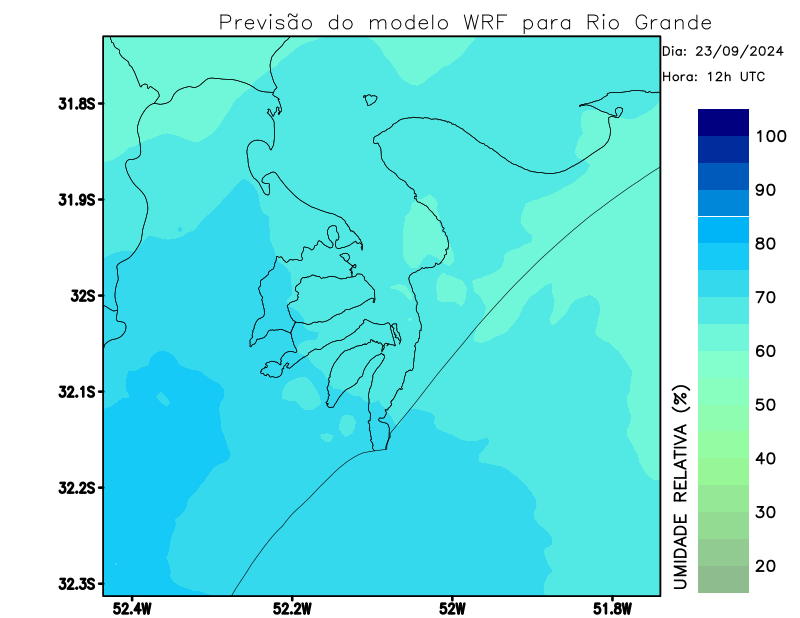 Previsão do modelo WRF para Rio Grande
Dia: 23/09/2024
Hora: 12h UTC
31.8S
31.9S
32S
32.1S
32.2S
32.3S
52.4W
52.2W
52W
51.8W
100
90
80
70
60
50
40
30
20
UMIDADE RELATIVA (%)